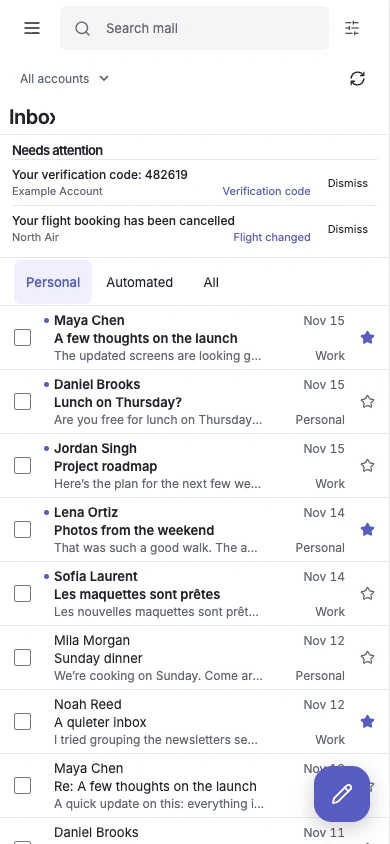 Search mail
All accounts
Inbox
Needs attention
Your verification code: 482619
Example Account
Verification code
Dismiss
Your flight booking has been cancelled
North Air
Flight changed
Dismiss
Personal
Automated
All
Maya Chen
Nov 15
A few thoughts on the launch
The updated screens are looking g...
Work
Daniel Brooks
Nov 15
Lunch on Thursday?
Are you free for lunch on Thursday...
Personal
Jordan Singh
Nov 15
Project roadmap
Here's the plan for the next few we...
Work
Lena Ortiz
Nov 14
Photos from the weekend
That was such a good walk. The a...
Personal
Sofia Laurent
Nov 14
Les maquettes sont prêtes
Les nouvelles maquettes sont prêt...
Work
Mila Morgan
Nov 12
Sunday dinner
We're cooking on Sunday. Come ar...
Personal
Noah Reed
Nov 12
A quieter inbox
I tried grouping the newsletters se...
Work
Maya Chen
Nov
Re: A few thoughts on the launch
A quick update on this: everything i...
Daniel Brooks
Nov 11